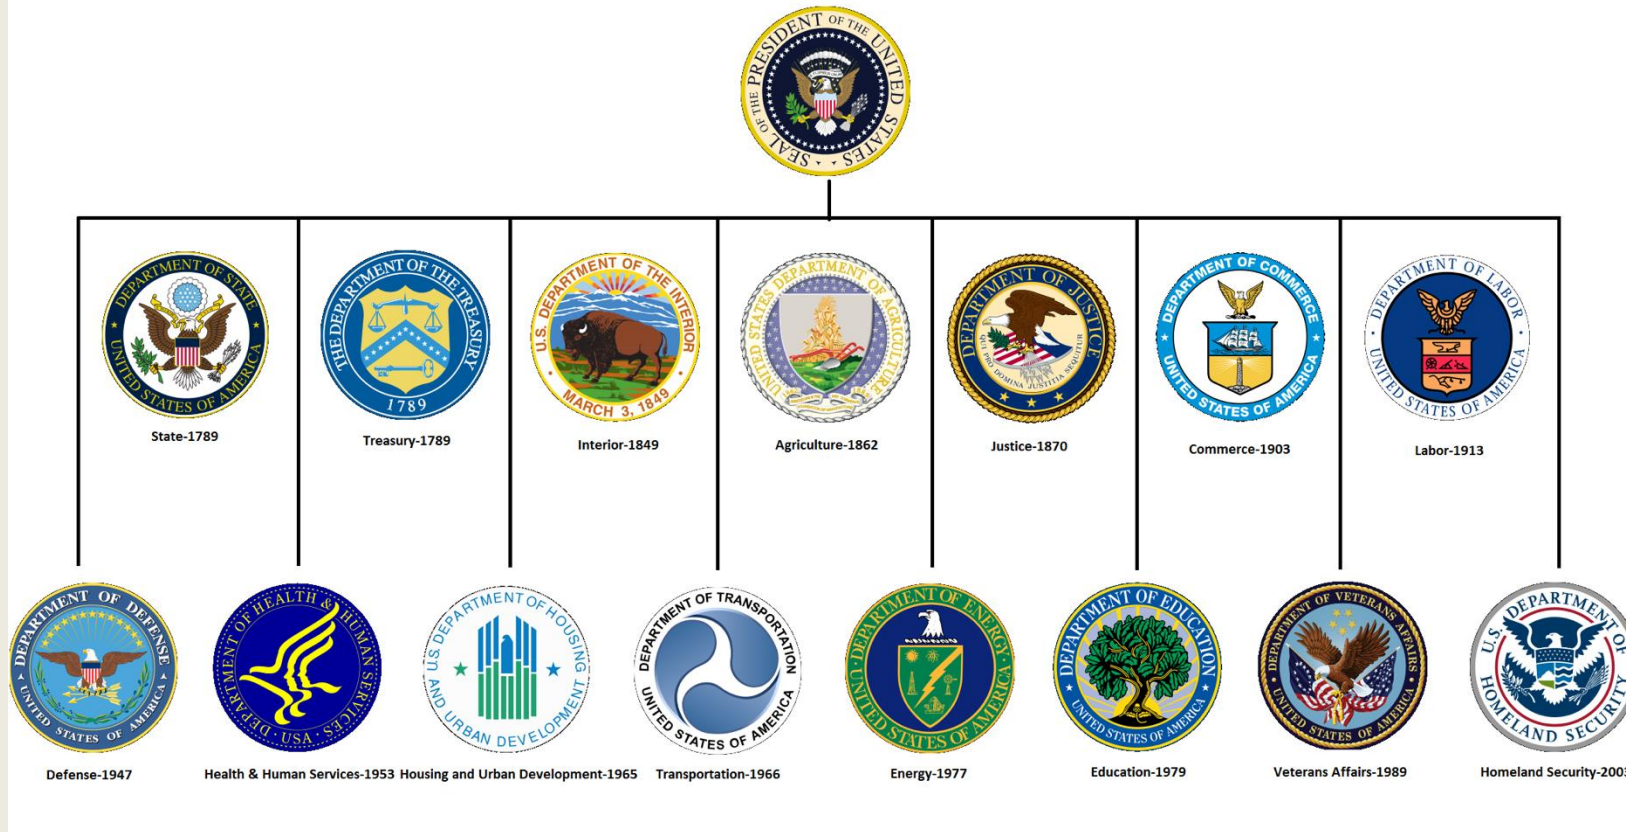 SEAL OF THE PRESIDENT OF THE UNITED STATES
DEPARTMENT OF STATE
UNITED STATES OF AMERICA
THE DEPARTMENT OF THE TREASURY
1789
U.S. DEPARTMENT OF THE INTERIOR
MARCH 3, 1849
UNITED STATES DEPARTMENT OF AGRICULTURE
DEPARTMENT OF JUSTICE
QUI PRO DOMINA JUSTITIA SEQUITUR
DEPARTMENT OF COMMERCE
UNITED STATES OF AMERICA
DEPARTMENT OF LABOR
UNITED STATES OF AMERICA
State-1789
Treasury-1789
Interior-1849
Agriculture-1862
Justice-1870
Commerce-1903
Labor-1913
DEPARTMENT OF DEFENSE
UNITED STATES OF AMERICA
DEPARTMENT OF HEALTH & HUMAN SERVICES
USA
U.S. DEPARTMENT OF HOUSING
AND URBAN DEVELOPMENT
DEPARTMENT OF TRANSPORTATION
UNITED STATES OF AMERICA
DEPARTMENT OF ENERGY
UNITED STATES OF AMERICA
DEPARTMENT OF EDUCATION
UNITED STATES OF AMERICA
DEPARTMENT OF VETERANS AFFAIRS
UNITED STATES OF AMERICA
U.S. DEPARTMENT OF
HOMELAND SECURITY
Defense-1947
Health & Human Services-1953
Housing and Urban Development-1965
Transportation-1966
Energy-1977
Education-1979
Veterans Affairs-1989
Homeland Security-2003